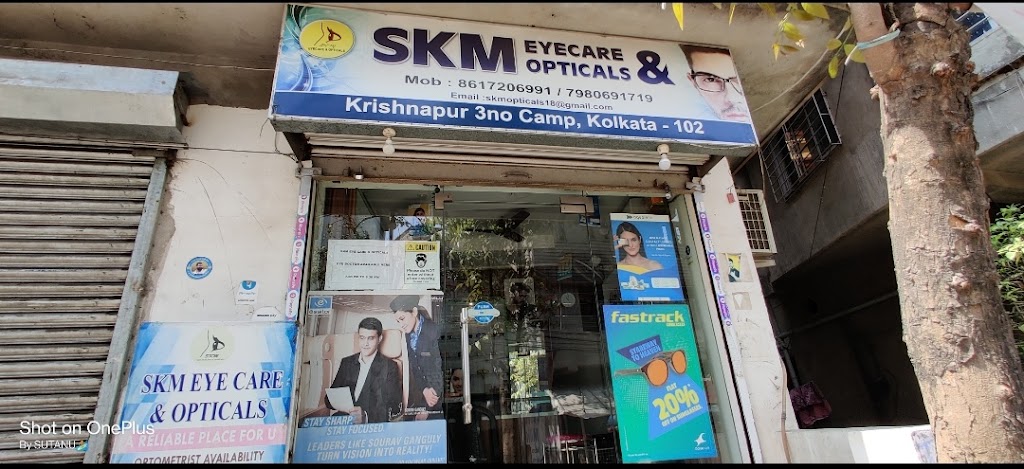 SKM EYECARE & OPTICALS
Mob : 8617206991 / 7980691719
Email :skmopticals18@gmail.com
Krishnapur 3no Camp, Kolkata - 102
CAUTION
fastrack
STAY SHARP.
STAY FOCUSED.
LEADERS LIKE SOURAV GANGULY
TURN VISION INTO REALITY!
FLAT
20%
SKM EYE CARE
& OPTICALS
RELIABLE PLACE FOR U
OPTOMETRIST AVAILABILITY
Shot on OnePlus
By SUTANU